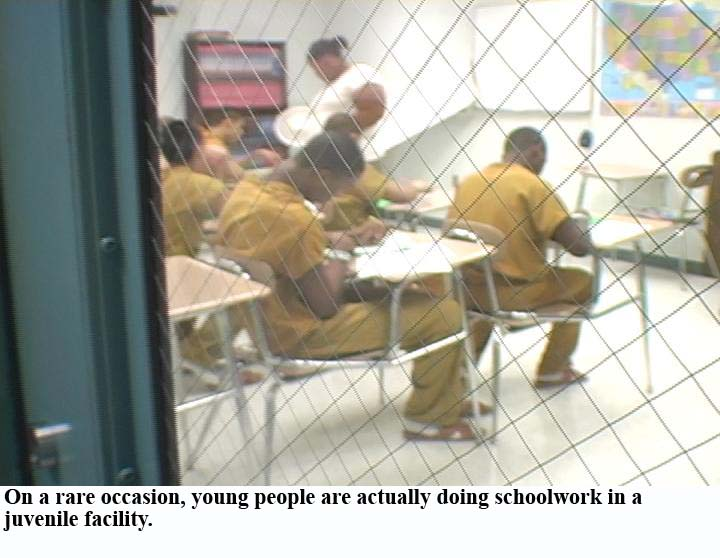 On a rare occasion, young people are actually doing schoolwork in a
juvenile facility.